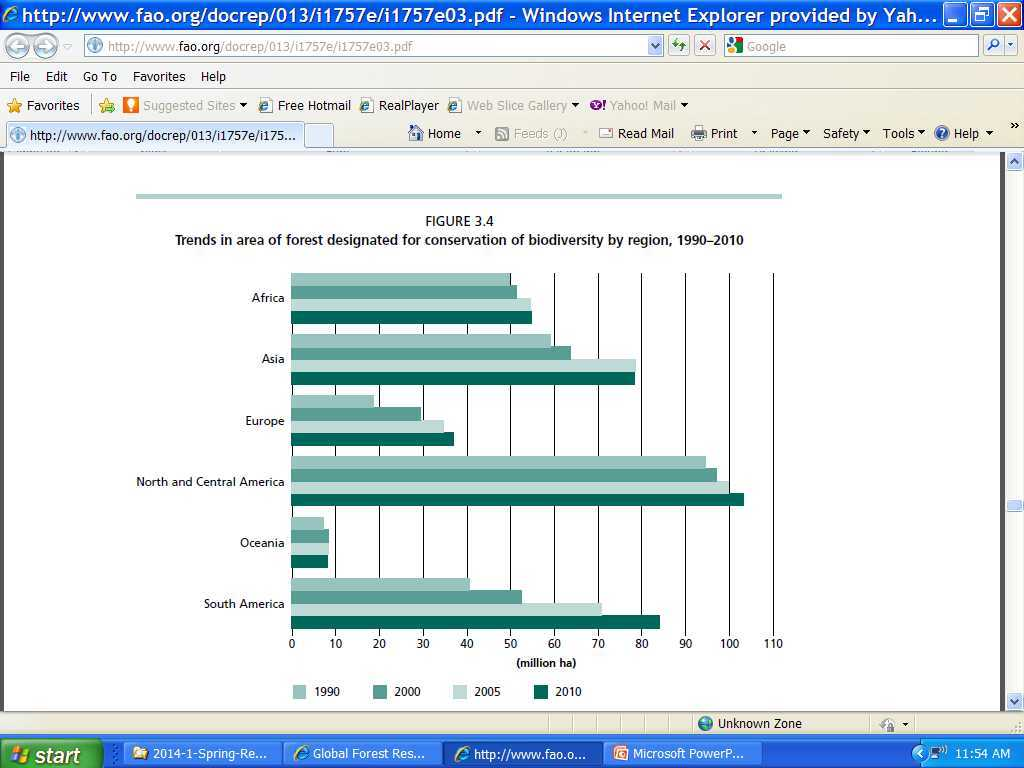 http://www.fao.org/docrep/013/i1757e/i1757e03.pdf - Windows Internet Explorer provided by Yah...
http://www.fao.org/docrep/013/i1757e/i1757e03.pdf
Google
File Edit Go To Favorites Help
Favorites Suggested Sites Free Hotmail RealPlayer Web Slice Gallery Yahoo! Mail
http://www.fao.org/docrep/013/i1757e/i175... Home Feeds (J) Read Mail Print Page Safety Tools Help »
FIGURE 3.4
Trends in area of forest designated for conservation of biodiversity by region, 1990–2010
Africa
Asia
Europe
North and Central America
Oceania
South America
0 10 20 30 40 50 60 70 80 90 100 110
(million ha)
1990 2000 2005 2010
Unknown Zone
start 2014-1-Spring-Re... Global Forest Res... http://www.fao.o... Microsoft PowerP... 11:54 AM